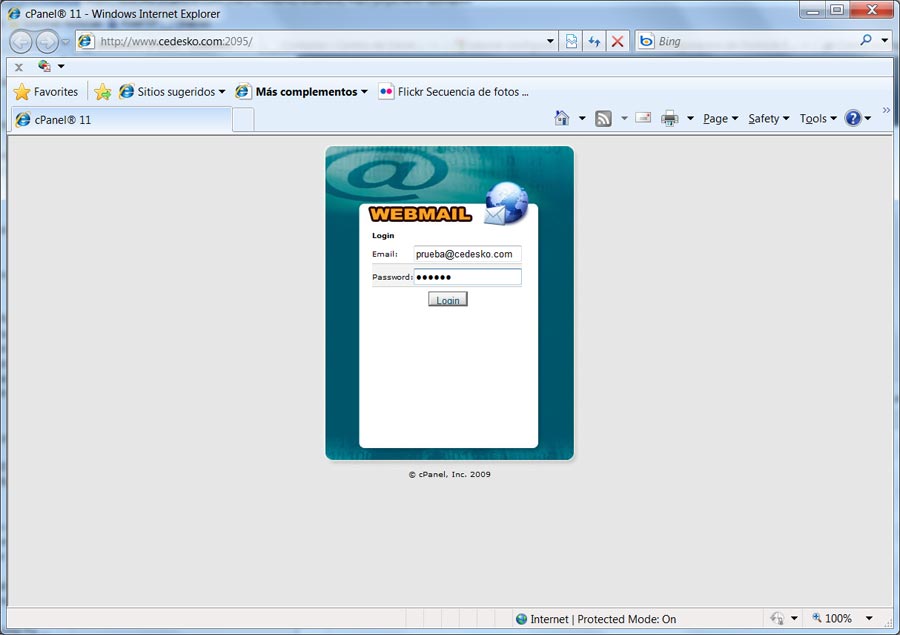 cPanel® 11 - Windows Internet Explorer
http://www.cedesko.com:2095/
Bing
x
Favorites
Sitios sugeridos
Más complementos
Flickr Secuencia de fotos ...
cPanel® 11
Page
Safety
Tools
?
»
@
WEBMAIL
Login
Email: prueba@cedesko.com
Password: ●●●●●●
Login
© cPanel, Inc. 2009
Internet | Protected Mode: On
100%